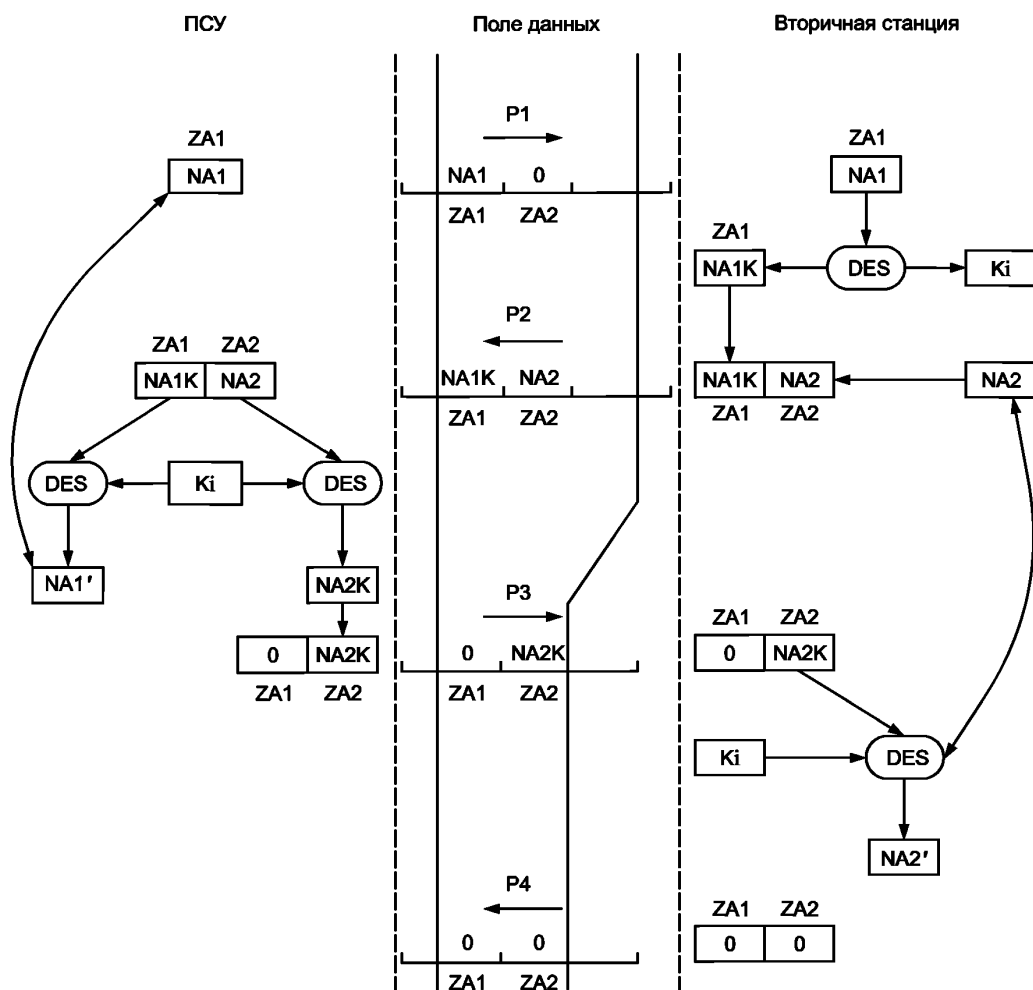 ПСУ Поле данных Вторичная станция
P1
ZA1 ZA1
NA1 NA1
NA1 0
ZA1 ZA2
ZA1
NA1K DES Ki
P2
ZA1 ZA2
NA1K NA2 NA1K NA2 NA1K NA2 NA2
ZA1 ZA2 ZA1 ZA2
DES Ki DES
NA1' NA2K P3
ZA1 ZA2
0 NA2K 0 NA2K 0 NA2K
ZA1 ZA2 ZA1 ZA2
Ki DES
NA2'
P4
ZA1 ZA2
0 0 0 0
ZA1 ZA2